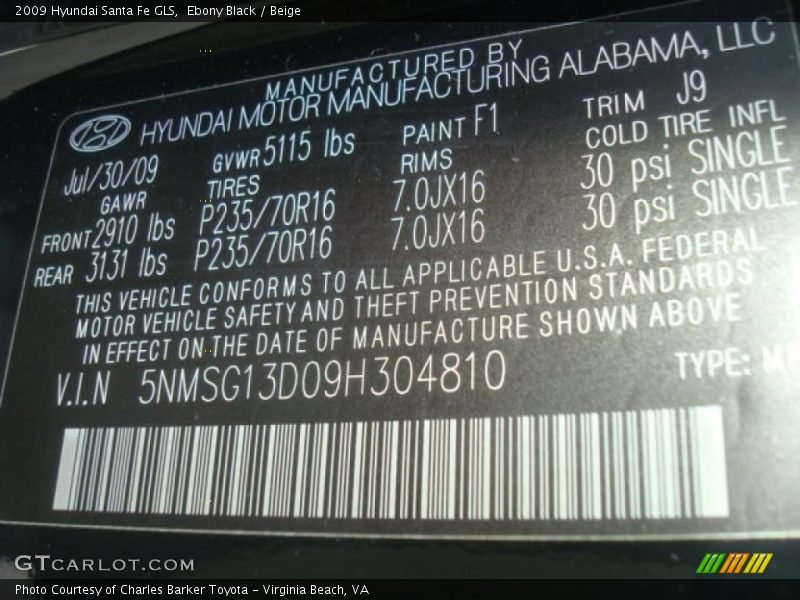 2009 Hyundai Santa Fe GLS, Ebony Black / Beige
MANUFACTURED BY
HYUNDAI MOTOR MANUFACTURING ALABAMA, LLC
Jul/30/09 GVWR 5115 lbs PAINT F1 TRIM J9
GAWR TIRES RIMS COLD TIRE INFL
FRONT 2910 lbs P235/70R16 7.0JX16 30 psi SINGLE
REAR 3131 lbs P235/70R16 7.0JX16 30 psi SINGLE
THIS VEHICLE CONFORMS TO ALL APPLICABLE U.S.A. FEDERAL
MOTOR VEHICLE SAFETY AND THEFT PREVENTION STANDARDS
IN EFFECT ON THE DATE OF MANUFACTURE SHOWN ABOVE
V.I.N 5NMSG13D09H304810 TYPE:
GTCARLOT.COM
Photo Courtesy of Charles Barker Toyota - Virginia Beach, VA